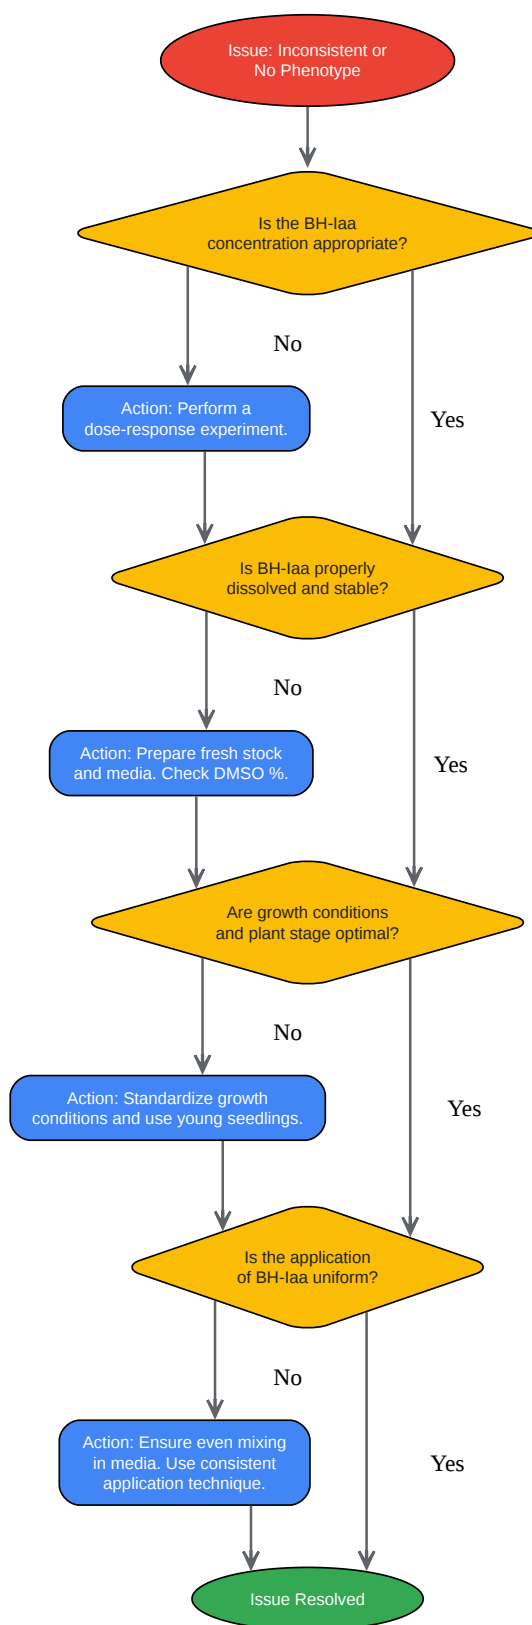 Issue: Inconsistent or
No Phenotype
Is the BH-Iaa
concentration appropriate?
No
Action: Perform a
dose-response experiment.
Yes
Is BH-Iaa properly
dissolved and stable?
No
Action: Prepare fresh stock
and media. Check DMSO %.
Yes
Are growth conditions
and plant stage optimal?
No
Action: Standardize growth
conditions and use young seedlings.
Yes
Is the application
of BH-Iaa uniform?
No
Action: Ensure even mixing
in media. Use consistent
application technique.
Yes
Issue Resolved